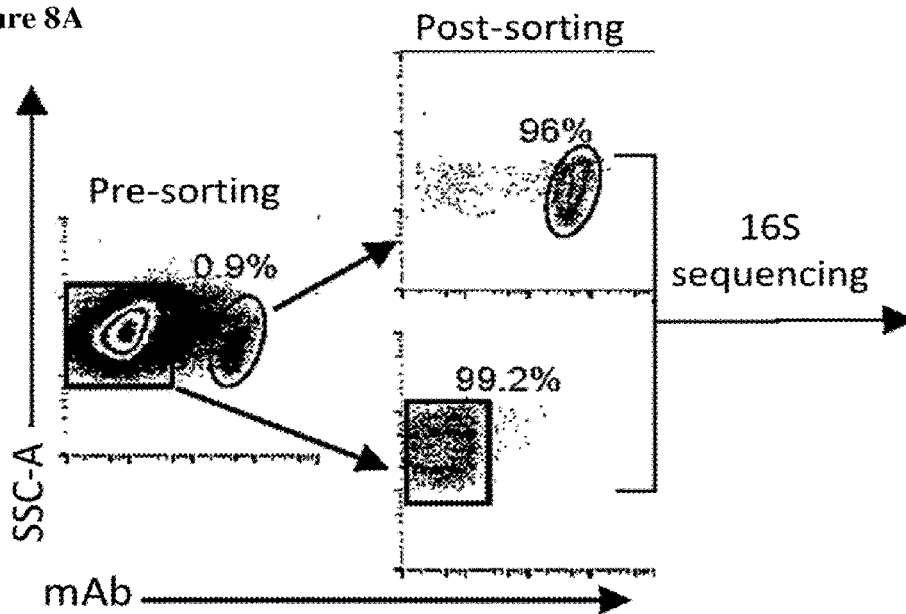 ure 8A
Post-sorting
96%
Pre-sorting
0.9%
16S
sequencing
99.2%
SSC-A
mAb